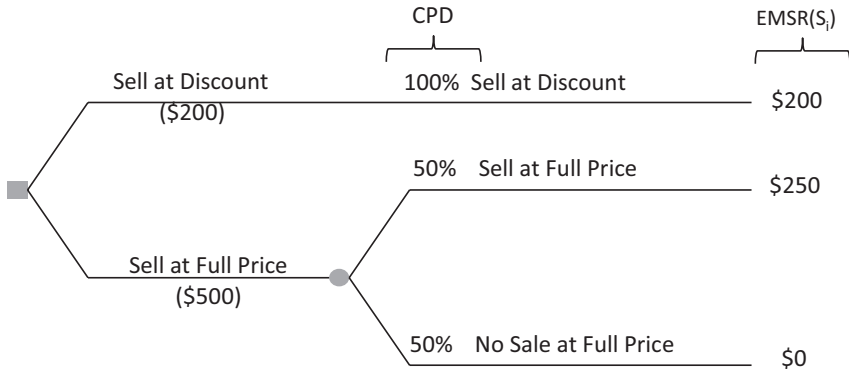 CPD
EMSR(Sᵢ)
Sell at Discount
($200)
100% Sell at Discount
$200
50% Sell at Full Price
$250
Sell at Full Price
($500)
50% No Sale at Full Price
$0